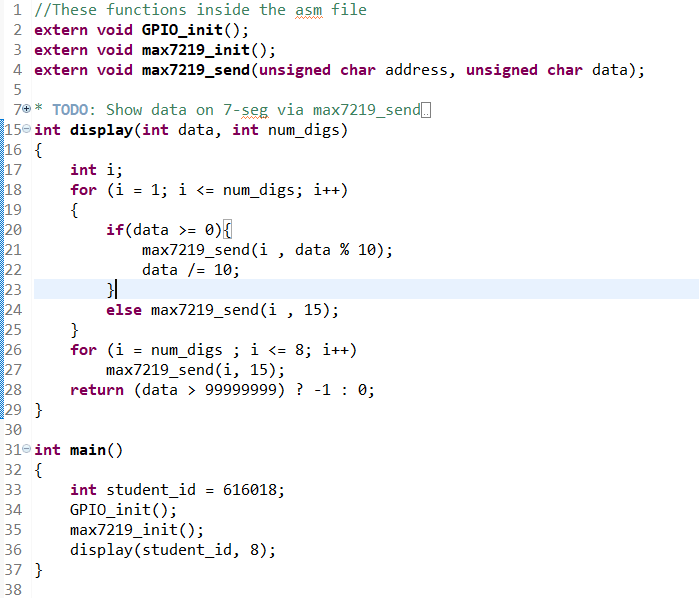 1 //These functions inside the asm file
2 extern void GPIO_init();
3 extern void max7219_init();
4 extern void max7219_send(unsigned char address, unsigned char data);
5
7 * TODO: Show data on 7-seg via max7219_send..
15 int display(int data, int num_digs)
16 {
17     int i;
18     for (i = 1; i <= num_digs; i++)
19     {
20         if(data >= 0){
21             max7219_send(i , data % 10);
22             data /= 10;
23         }
24         else max7219_send(i , 15);
25     }
26     for (i = num_digs ; i <= 8; i++)
27         max7219_send(i, 15);
28     return (data > 99999999) ? -1 : 0;
29 }
30
31 int main()
32 {
33     int student_id = 616018;
34     GPIO_init();
35     max7219_init();
36     display(student_id, 8);
37 }
38